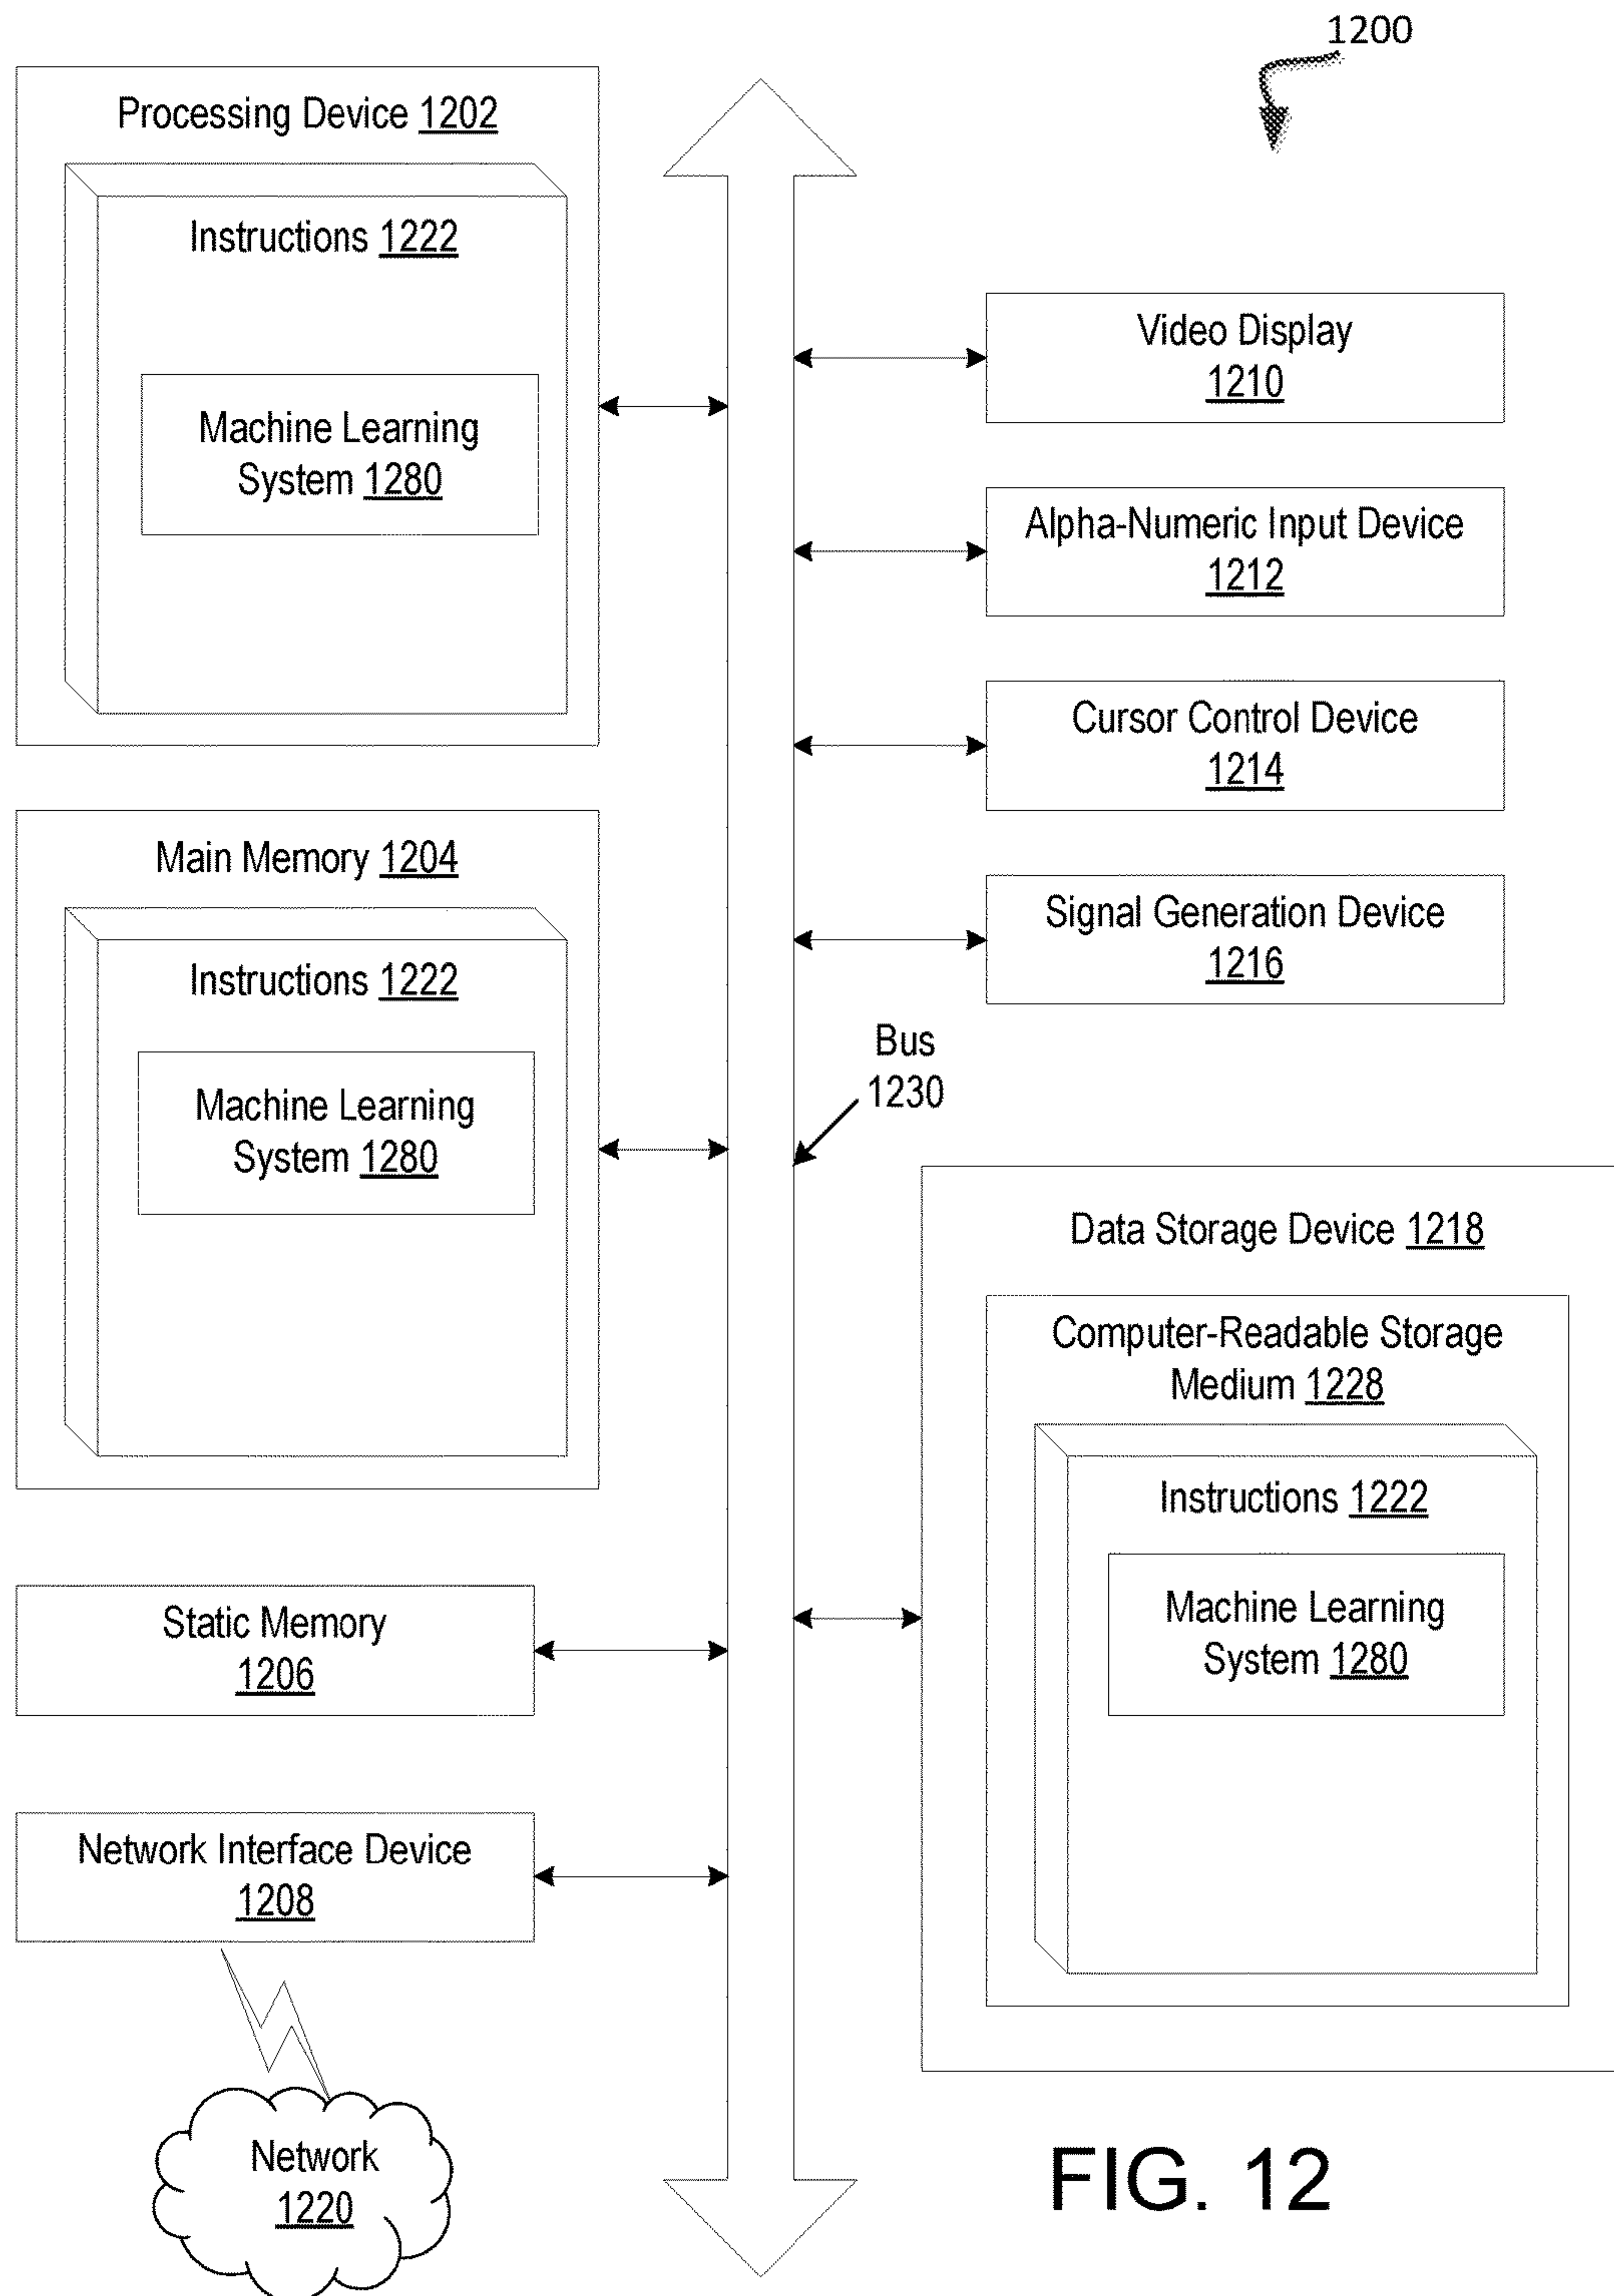 1200
Processing Device 1202
Instructions 1222
Machine Learning
System 1280
Main Memory 1204
Instructions 1222
Machine Learning
System 1280
Static Memory
1206
Network Interface Device
1208
Network
1220
Video Display
1210
Alpha-Numeric Input Device
1212
Cursor Control Device
1214
Signal Generation Device
1216
Bus
1230
Data Storage Device 1218
Computer-Readable Storage
Medium 1228
Instructions 1222
Machine Learning
System 1280
FIG. 12